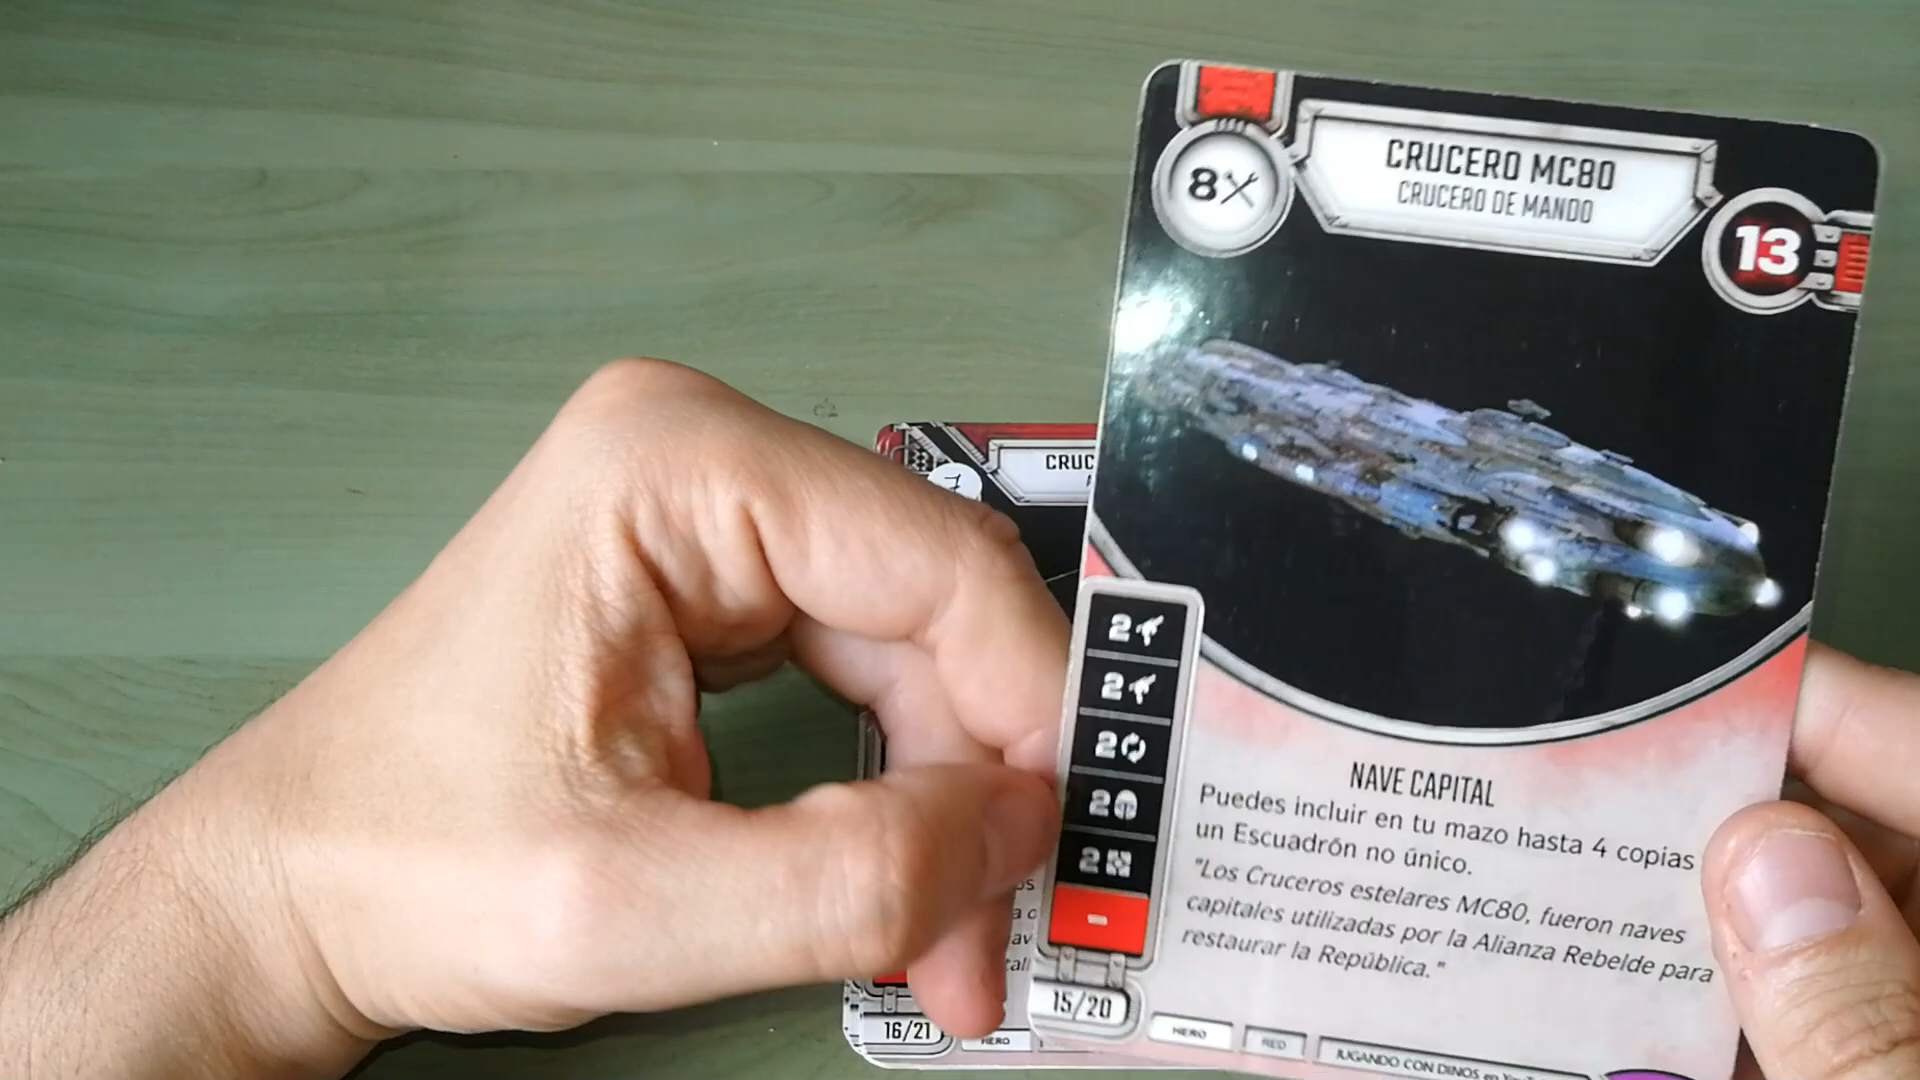 CRUCERO MC80
CRUCERO DE MANDO
8
13
2
2
2
2
2
-
NAVE CAPITAL
Puedes incluir en tu mazo hasta 4 copias
un Escuadrón no único.
"Los Cruceros estelares MC80, fueron naves
capitales utilizadas por la Alianza Rebelde para
restaurar la República."
15/20
HERO
RED
JUGANDO CON DINOS en
CRUC
7
16/21
HERO